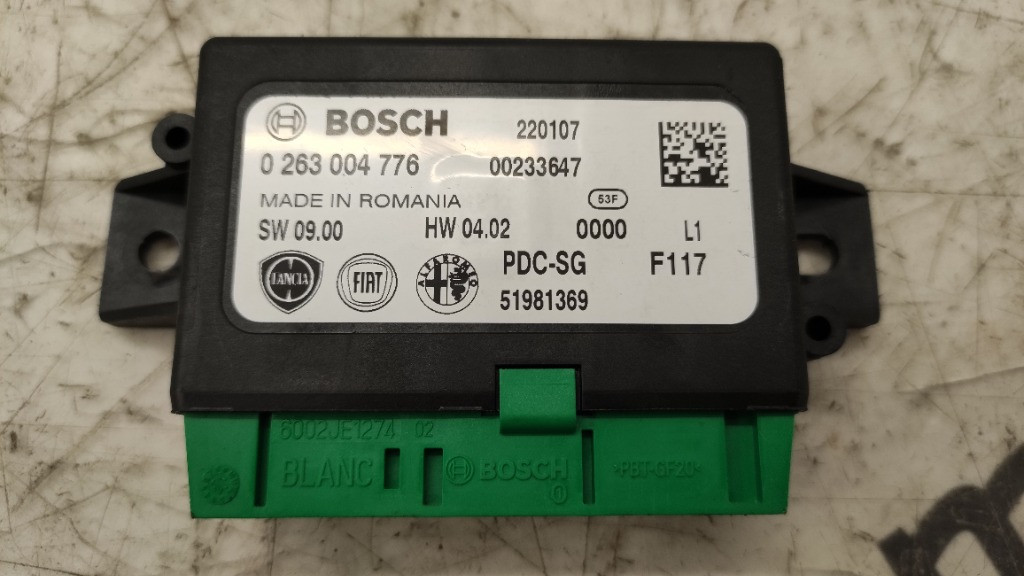 BOSCH 220107
0 263 004 776 00233647
MADE IN ROMANIA 53F
SW 09.00 HW 04.02 0000 L1
LANCIA FIAT PDC-SG F117
51981369
6002JE1274 02
BLANC BOSCH >PBT-GF20<